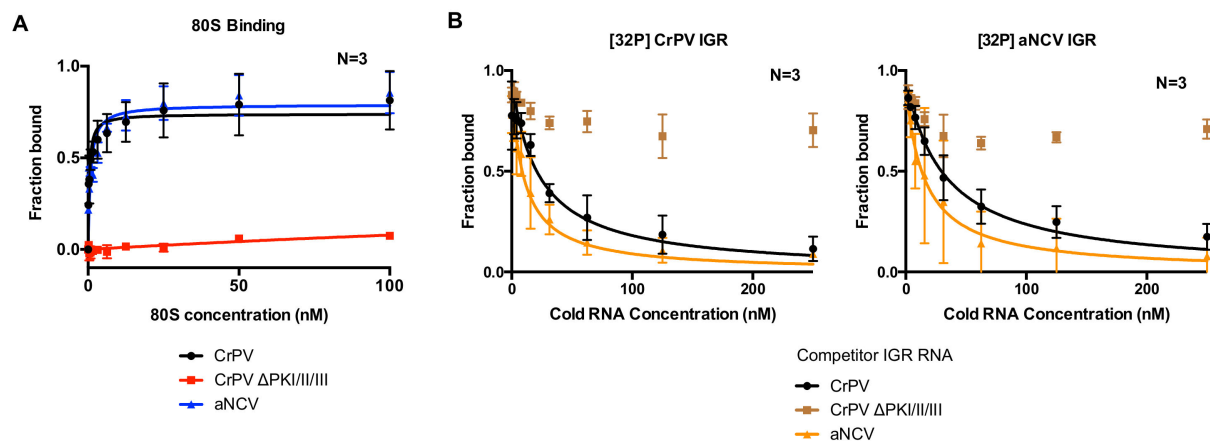 A
80S Binding
N=3
Fraction bound
1.0
0.5
0.0
0
50
100
80S concentration (nM)
CrPV
CrPV ΔPKI/II/III
aNCV
B
[32P] CrPV IGR
N=3
Fraction bound
1.0
0.5
0.0
0
100
200
Cold RNA Concentration (nM)
[32P] aNCV IGR
N=3
Fraction bound
1.0
0.5
0.0
0
100
200
Cold RNA Concentration (nM)
Competitor IGR RNA
CrPV
CrPV ΔPKI/II/III
aNCV